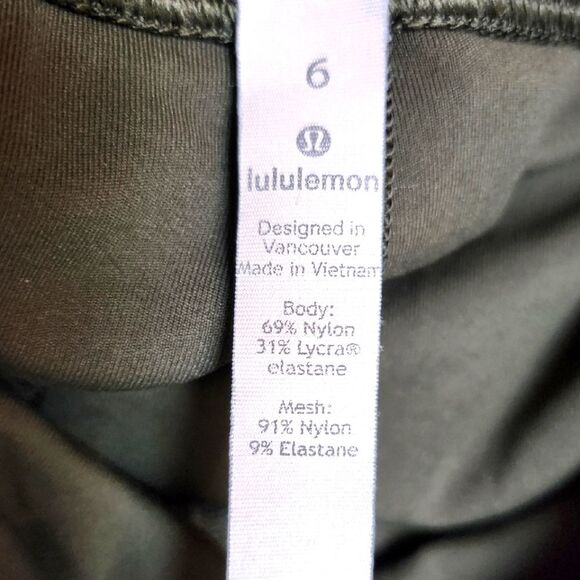 6
lululemon
Designed in
Vancouver
Made in Vietnam
Body:
69% Nylon
31% Lycra®
elastane
Mesh:
91% Nylon
9% Elastane